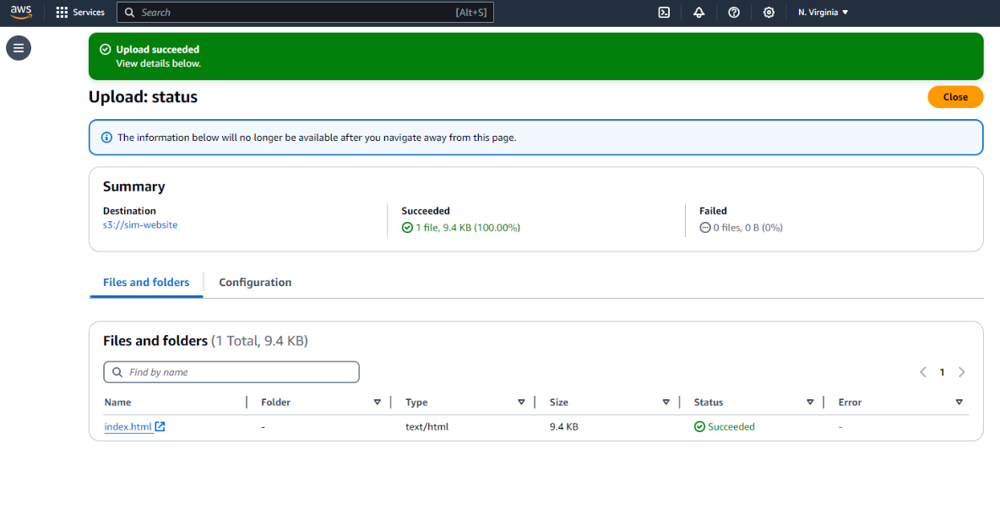 aws Services Search [Alt+S] N. Virginia
Upload succeeded
View details below.
Upload: status Close
The information below will no longer be available after you navigate away from this page.
Summary
Destination Succeeded Failed
s3://sim-website 1 file, 9.4 KB (100.00%) 0 files, 0 B (0%)
Files and folders Configuration
Files and folders (1 Total, 9.4 KB)
Find by name 1
Name Folder Type Size Status Error
index.html - text/html 9.4 KB Succeeded -